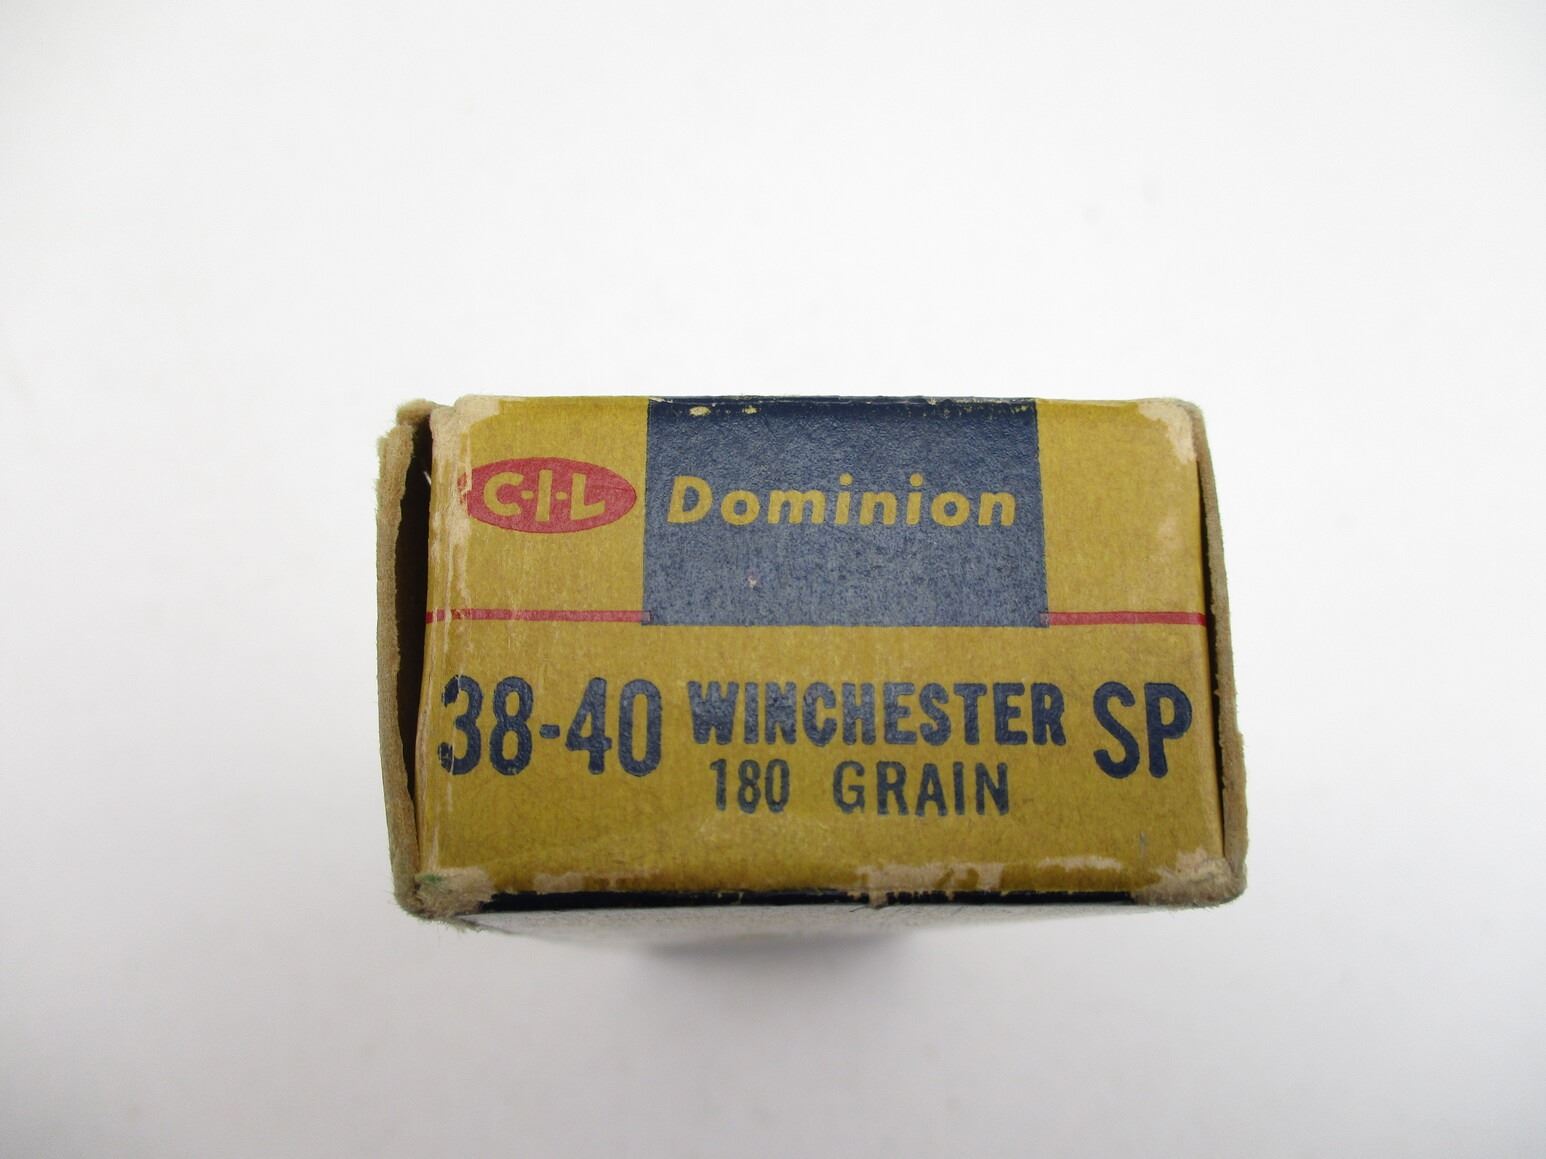 C-I-L Dominion
38-40 WINCHESTER SP
180 GRAIN